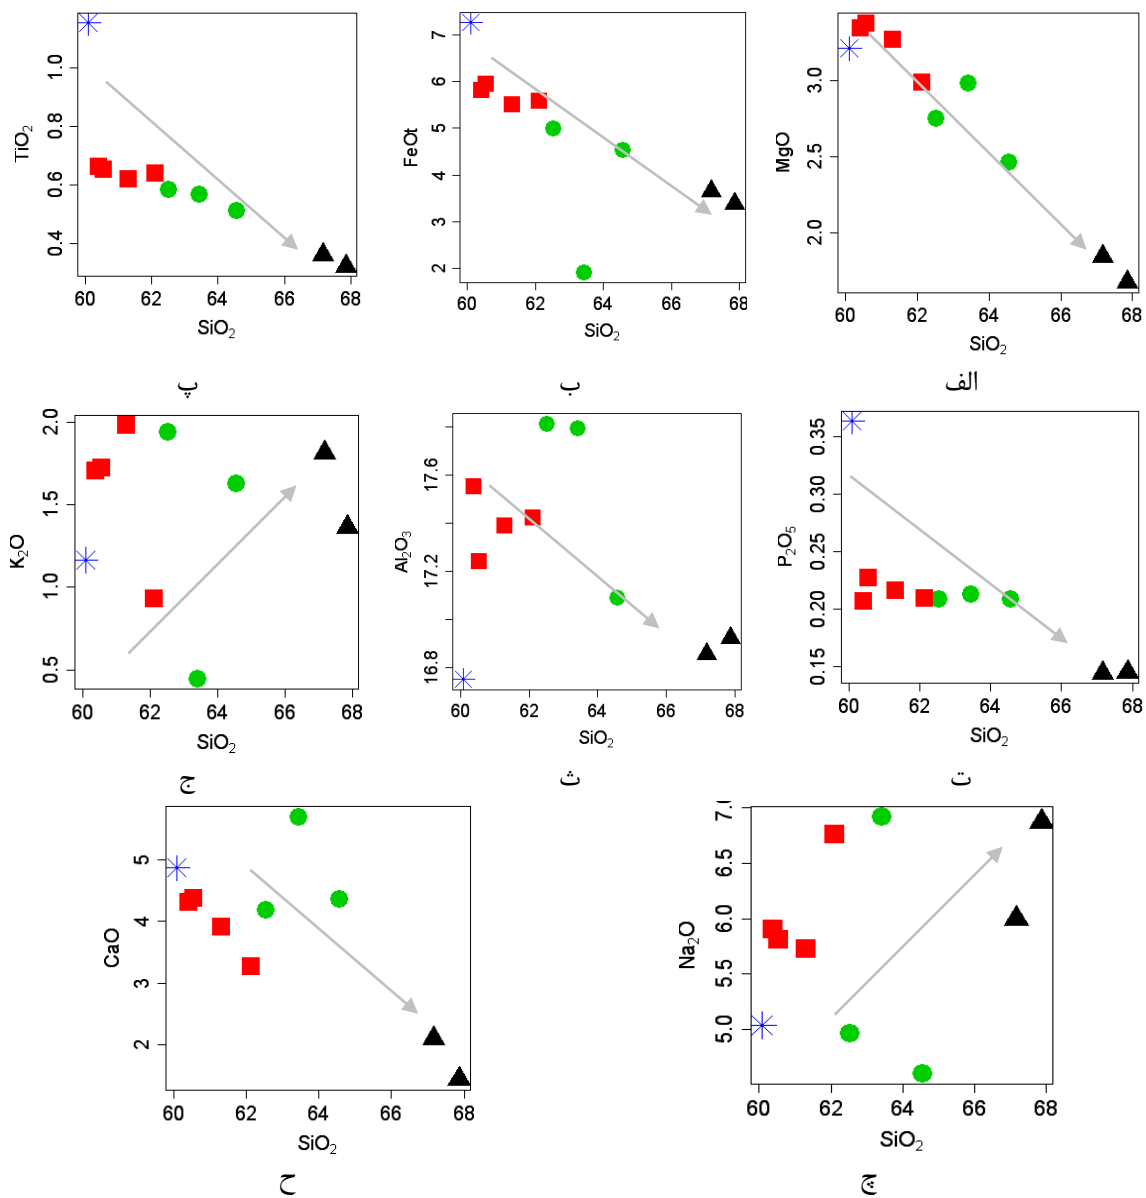 TiO₂
1.0
0.8
0.6
0.4
60 62 64 66 68
SiO₂
پ
FeOt
7
6
5
4
3
2
60 62 64 66 68
SiO₂
ب
MgO
3.0
2.5
2.0
60 62 64 66 68
SiO₂
الف
K₂O
2.0
1.5
1.0
0.5
60 62 64 66 68
SiO₂
ج
Al₂O₃
17.6
17.2
16.8
60 62 64 66 68
SiO₂
ث
P₂O₅
0.35
0.30
0.25
0.20
0.15
60 62 64 66 68
SiO₂
ت
CaO
5
4
3
2
60 62 64 66 68
SiO₂
ح
Na₂O
7.0
6.5
6.0
5.5
5.0
60 62 64 66 68
SiO₂
چ